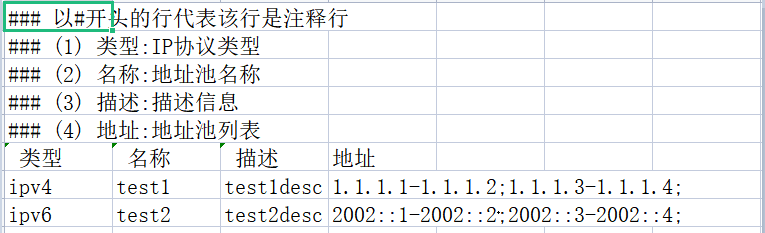 ### 以#开头的行代表该行是注释行
### (1) 类型:IP协议类型
### (2) 名称:地址池名称
### (3) 描述:描述信息
### (4) 地址:地址池列表
类型 名称 描述 地址
ipv4 test1 test1desc 1.1.1.1-1.1.1.2;1.1.1.3-1.1.1.4;
ipv6 test2 test2desc 2002::1-2002::2;2002::3-2002::4;